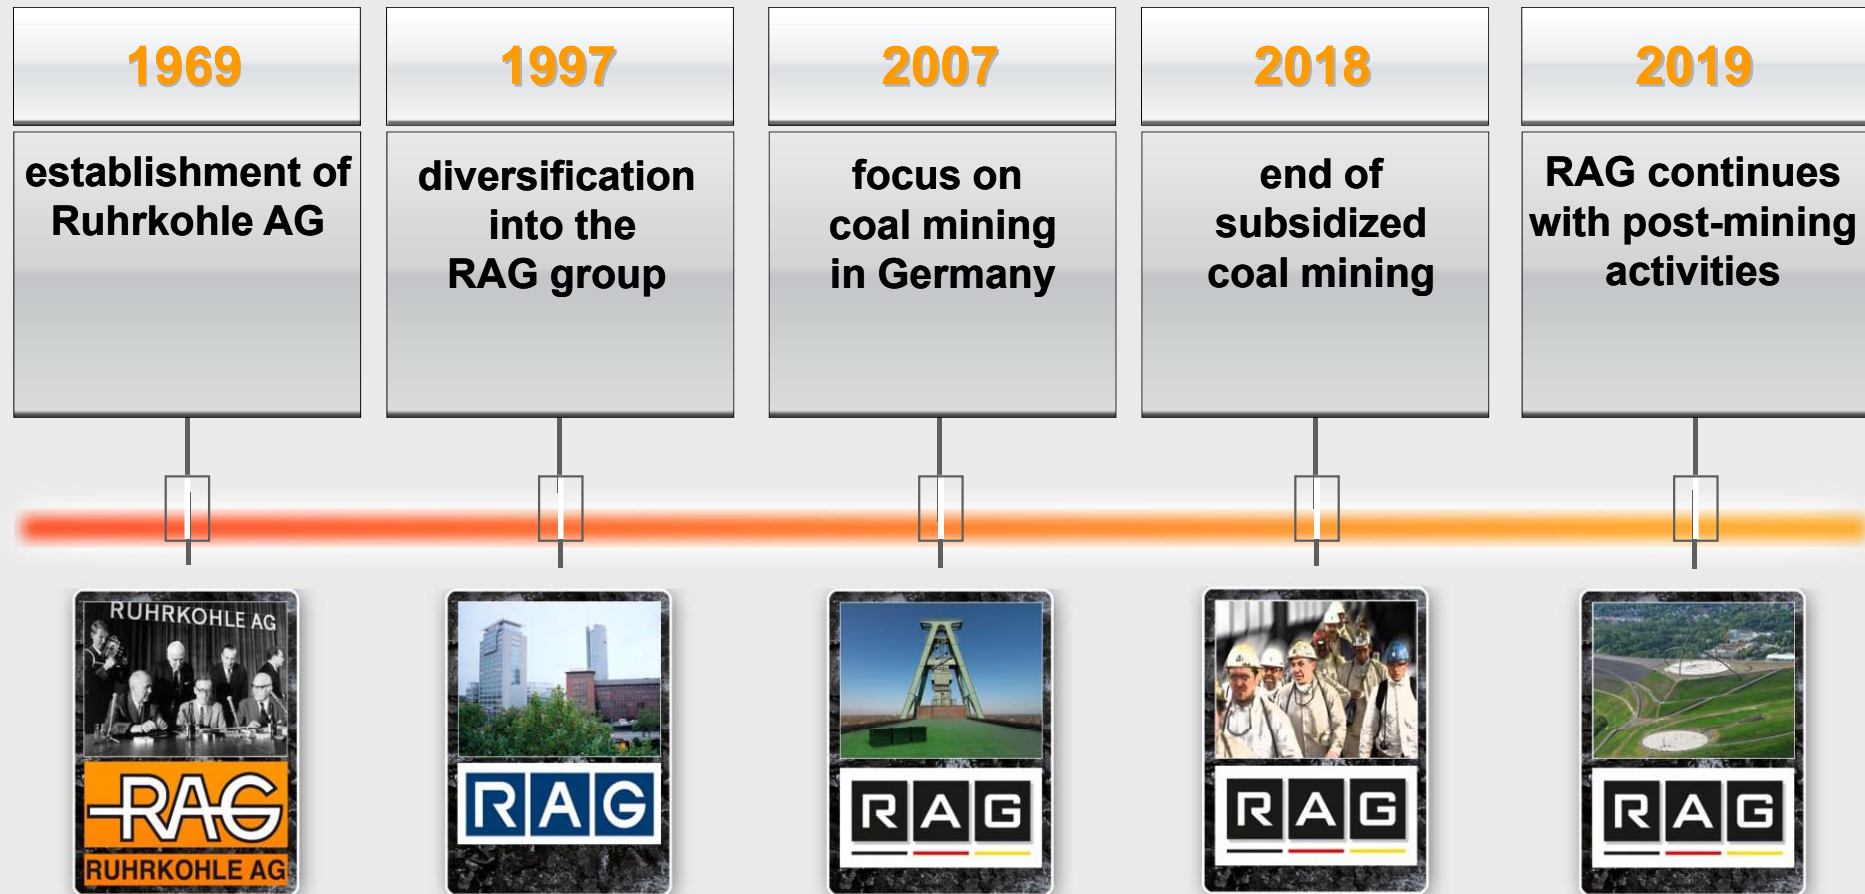 1969
establishment of
Ruhrkohle AG
1997
diversification
into the
RAG group
2007
focus on
coal mining
in Germany
2018
end of
subsidized
coal mining
2019
RAG continues
with post-mining
activities
RUHRKOHLE AG
RAG
RUHRKOHLE AG
RAG
RAG
RAG
RAG